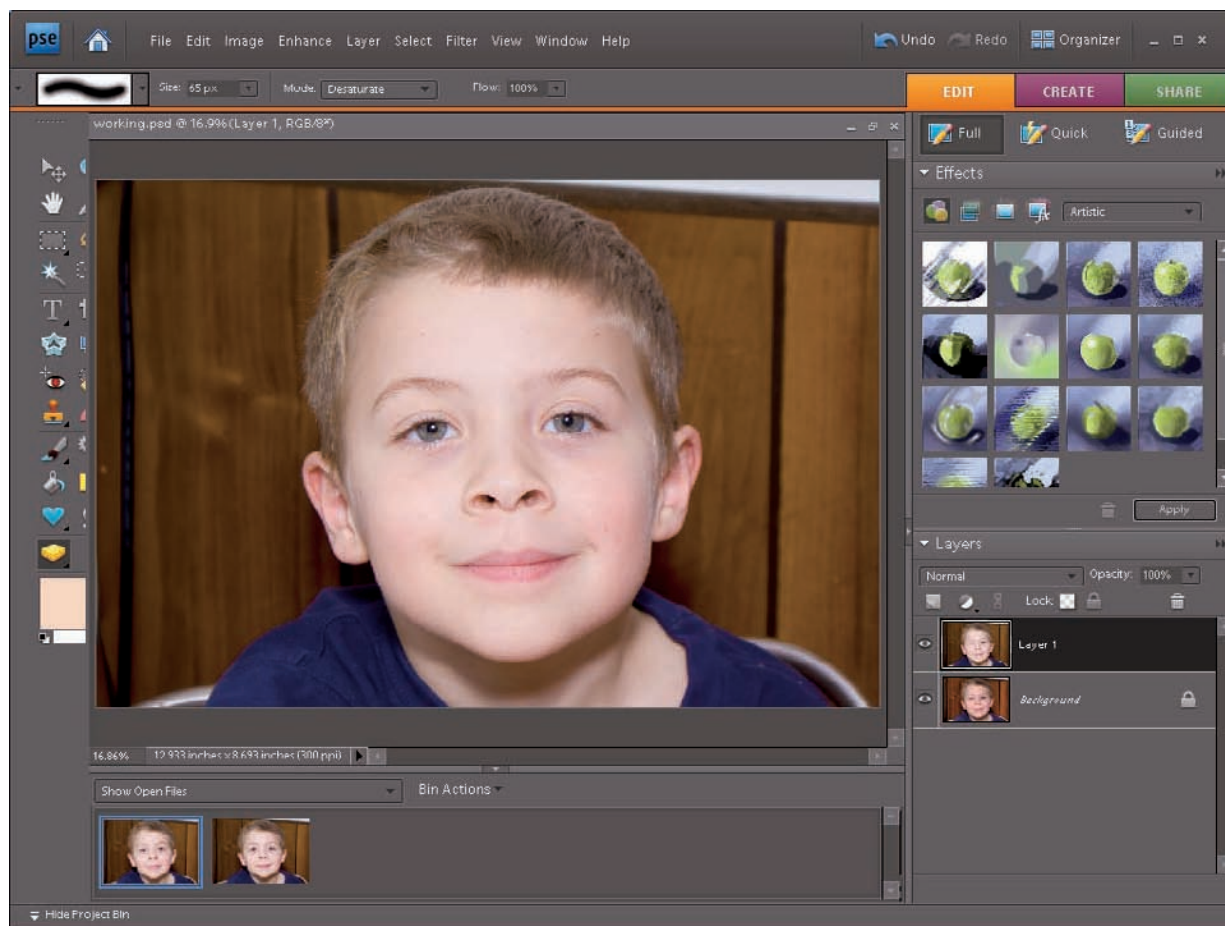 pse
File Edit Image Enhance Layer Select Filter View Window Help
Undo Redo Organizer
Size: 65 px Mode: Desaturate Flow: 100%
EDIT CREATE SHARE
working.psd @ 16.9% (Layer 1, RGB/8*)
Full Quick Guided
Effects
Artistic
Apply
Layers
Normal Opacity: 100%
Lock:
Layer 1
Background
16.86% 12.933 inches x 8.693 inches (300 ppi)
Show Open Files Bin Actions
Hide Project Bin